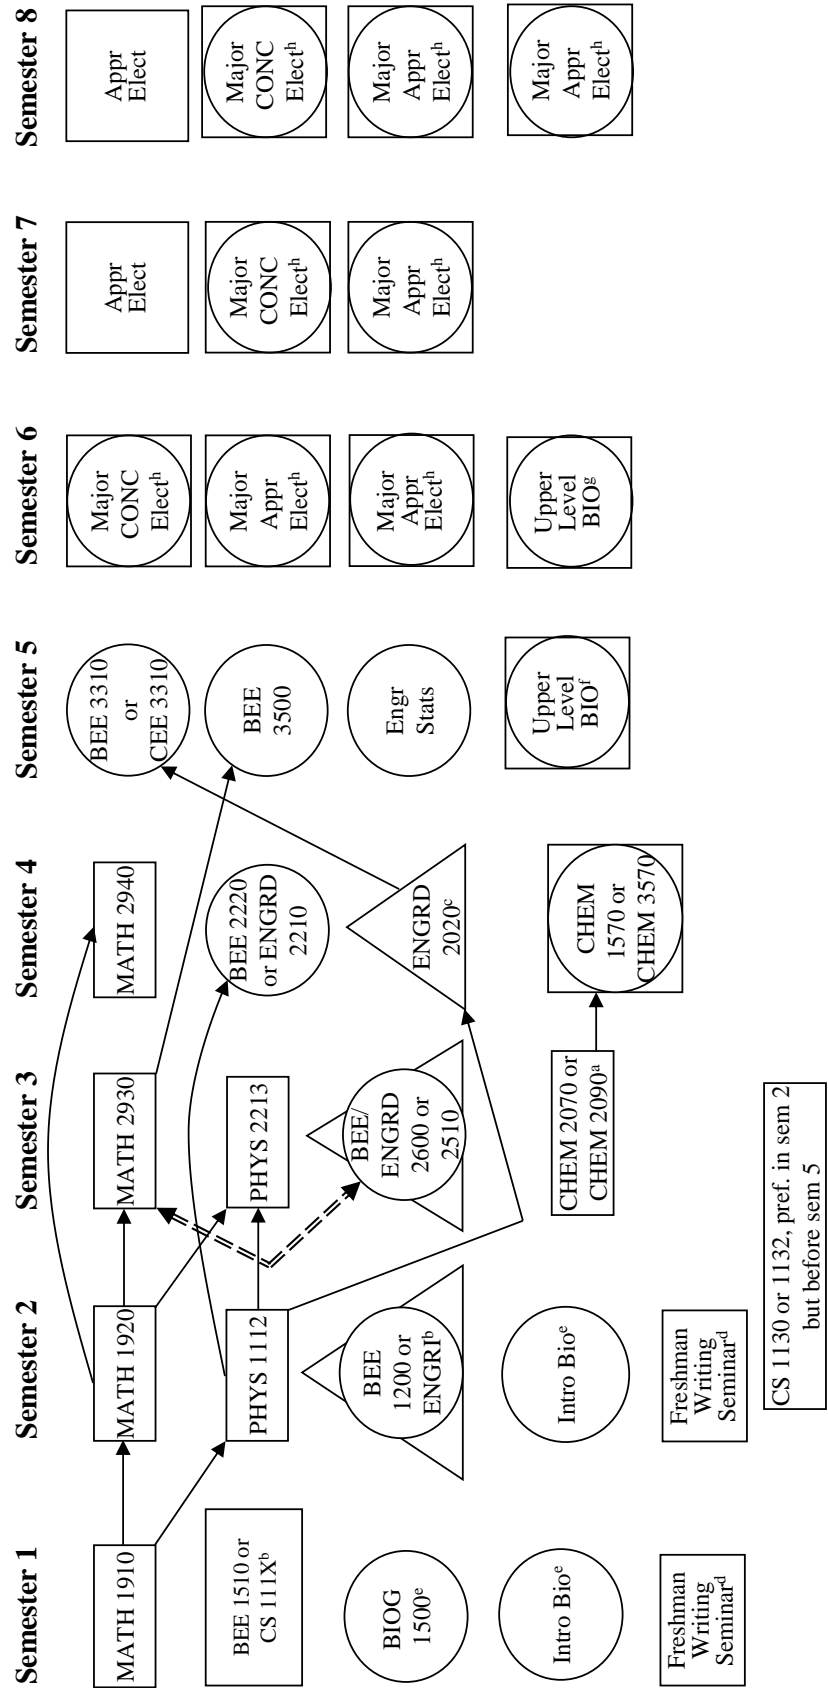 Semester 1
MATH 1910
BEE 1510 or
CS 111Xᵇ
BIOG
1500ᵉ
Intro Bioᵉ
Freshman
Writing
Seminarᵈ
Semester 2
MATH 1920
PHYS 1112
BEE
1200 or
ENGRIᵇ
Intro Bioᵉ
Freshman
Writing
Seminarᵈ
CS 1130 or 1132, pref. in sem 2
but before sem 5
Semester 3
MATH 2930
PHYS 2213
BEE/
ENGRD
2600 or
2510
CHEM 2070 or
CHEM 2090ᵃ
Semester 4
MATH 2940
BEE 2220
or ENGRD
2210
ENGRD
2020ᶜ
CHEM
1570 or
CHEM 3570
Semester 5
BEE 3310
or
CEE 3310
BEE
3500
Engr
Stats
Upper
Level
BIOᶠ
Semester 6
Major
CONC
Electʰ
Major
Appr
Electʰ
Major
Appr
Electʰ
Upper
Level
BIOᵍ
Semester 7
Appr
Elect
Major
CONC
Electʰ
Major
Appr
Electʰ
Semester 8
Appr
Elect
Major
CONC
Electʰ
Major
Appr
Electʰ
Major
Appr
Electʰ